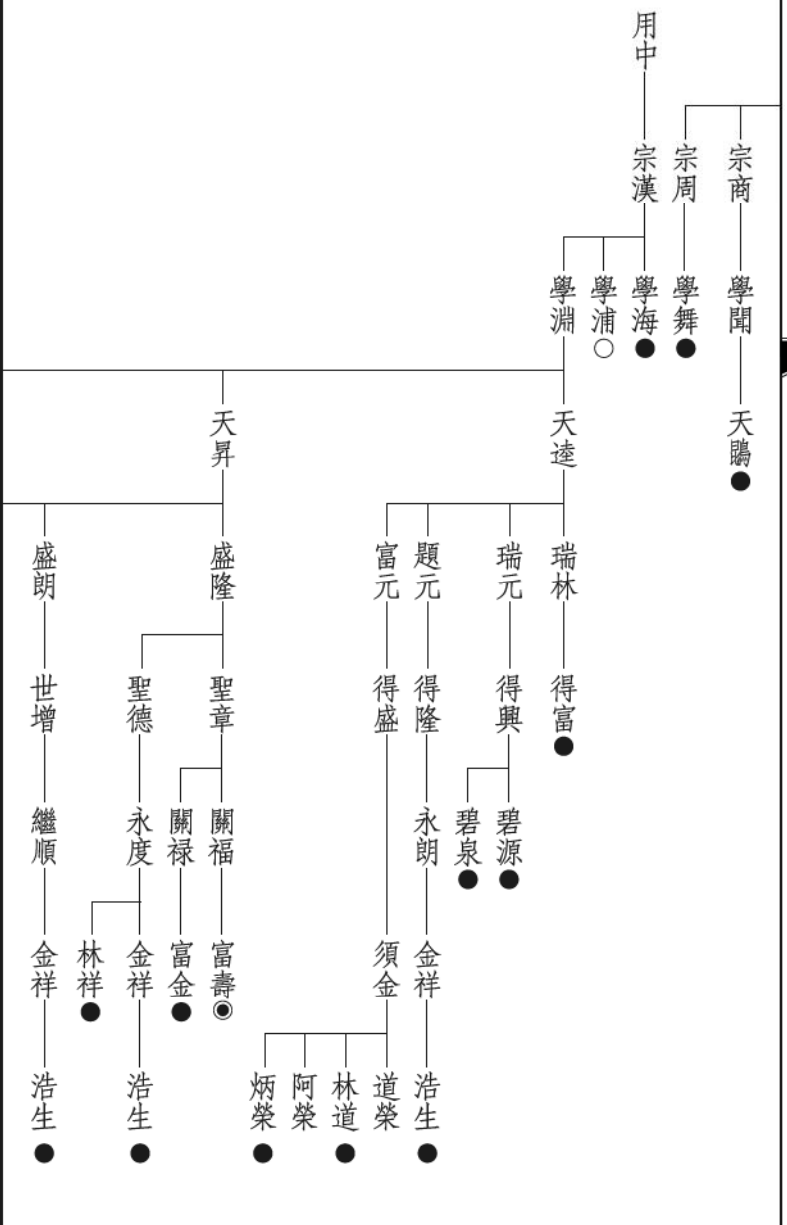 用中
宗商
宗周
宗漢
學聞
學舞
學海
學浦
學淵
天鵾
天逵
天昇
瑞林
瑞元
題元
富元
盛隆
盛朗
得富
得興
得隆
得盛
聖章
聖德
世增
碧源
碧泉
永朗
關福
關禄
永度
繼順
金祥
須金
富壽
富金
金祥
林祥
金祥
浩生
道榮
林道
阿榮
炳榮
浩生
浩生